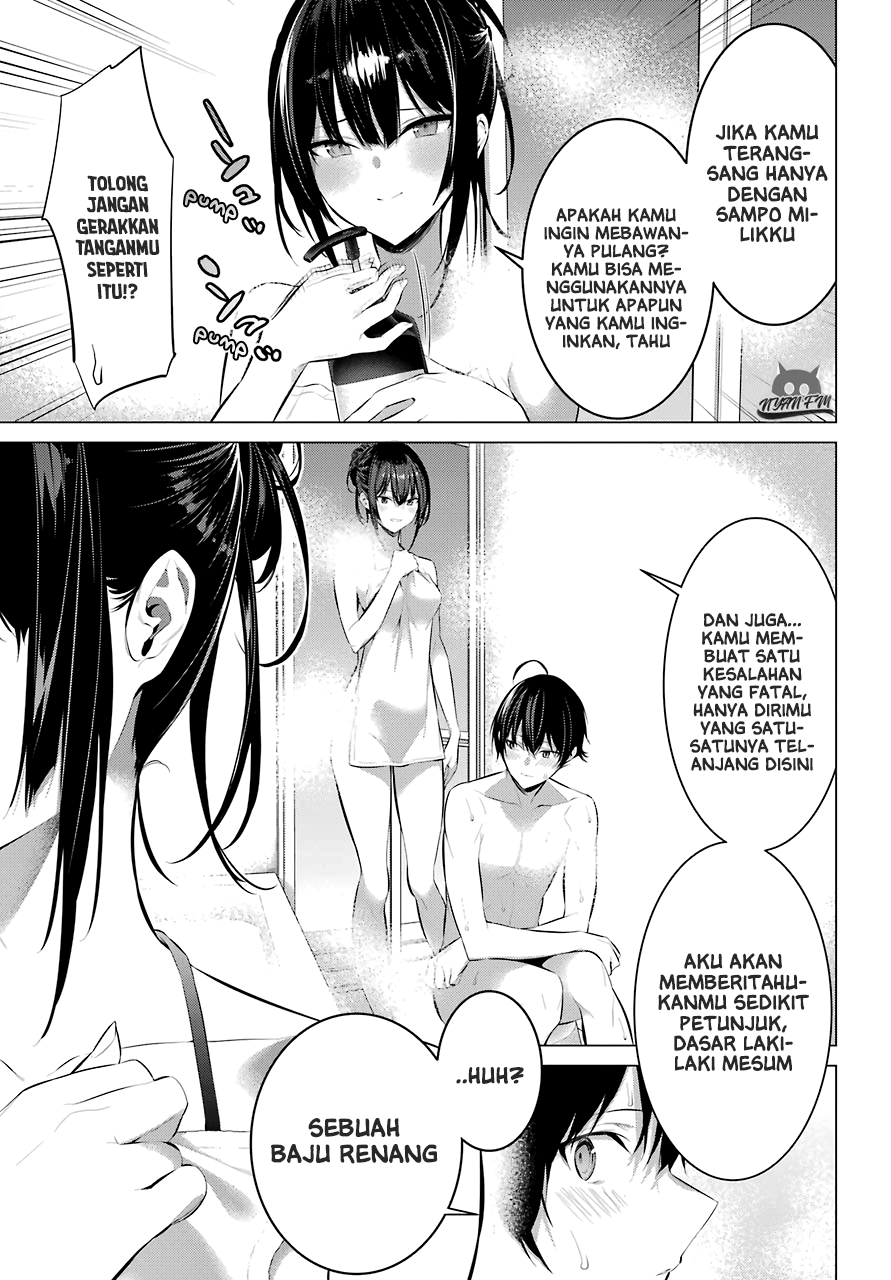 JIKA KAMU
TERANG-
SANG HANYA
DENGAN
SAMPO MI-
LIKKU
APAKAH KAMU
INGIN MEBAWAN-
YA PULANG?
KAMU BISA ME-
NGGUNAKANNYA
UNTUK APAPUN
YANG KAMU ING-
INKAN, TAHU
pump
pump
TOLONG
JANGAN
GERAKKAN
TANGANMU
SEPERTI
ITU!?
NYAN FM
DAN JUGA...
KAMU MEM-
BUAT SATU
KESALAHAN
YANG FATAL,
HANYA DIRIMU
YANG SATU-
SATUNYA TEL-
ANJANG DISINI
AKU AKAN
MEMBERITAHU-
KANMU SEDIKIT
PETUNJUK,
DASAR LAKI-
LAKI MESUM
..HUH?
SEBUAH
BAJU RENANG